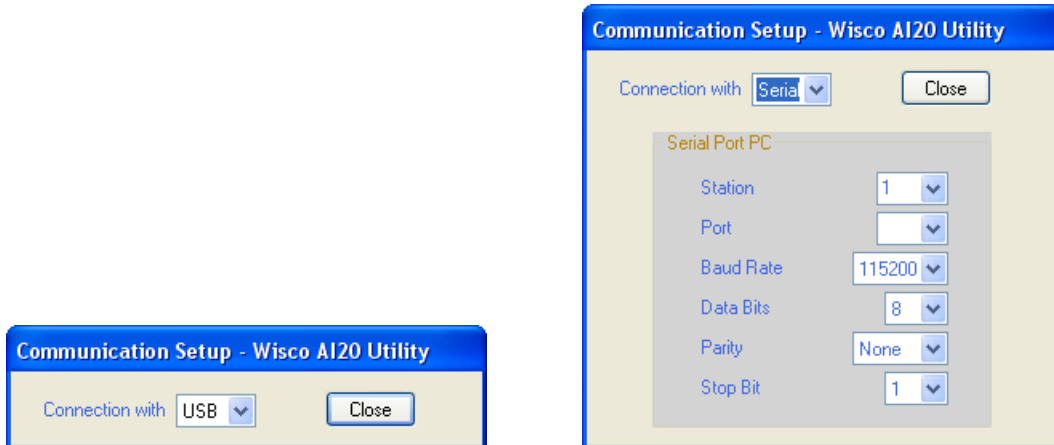 Communication Setup - Wisco AI20 Utility
Connection with USB Close
Communication Setup - Wisco AI20 Utility
Connection with Serial Close
Serial Port PC
Station 1
Port
Baud Rate 115200
Data Bits 8
Parity None
Stop Bit 1